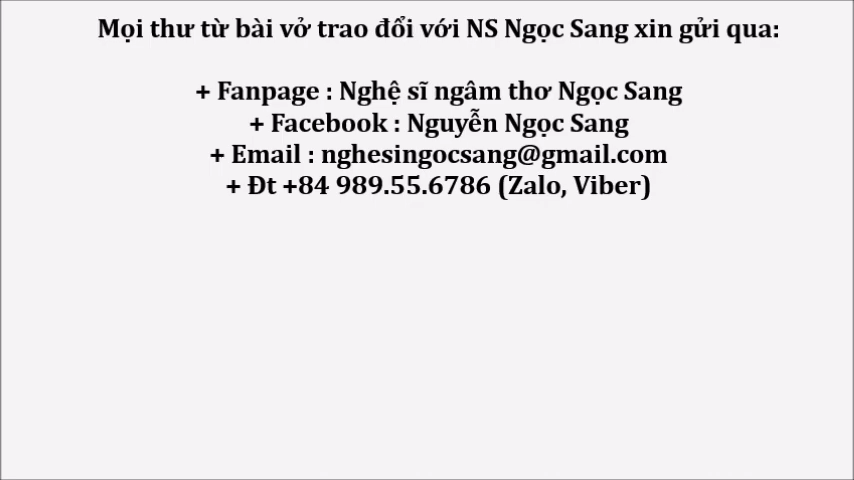 Mọi thư từ bài vở trao đổi với NS Ngọc Sang xin gửi qua:
+ Fanpage : Nghệ sĩ ngâm thơ Ngọc Sang
+ Facebook : Nguyễn Ngọc Sang
+ Email : nghesingocsang@gmail.com
+ Đt +84 989.55.6786 (Zalo, Viber)